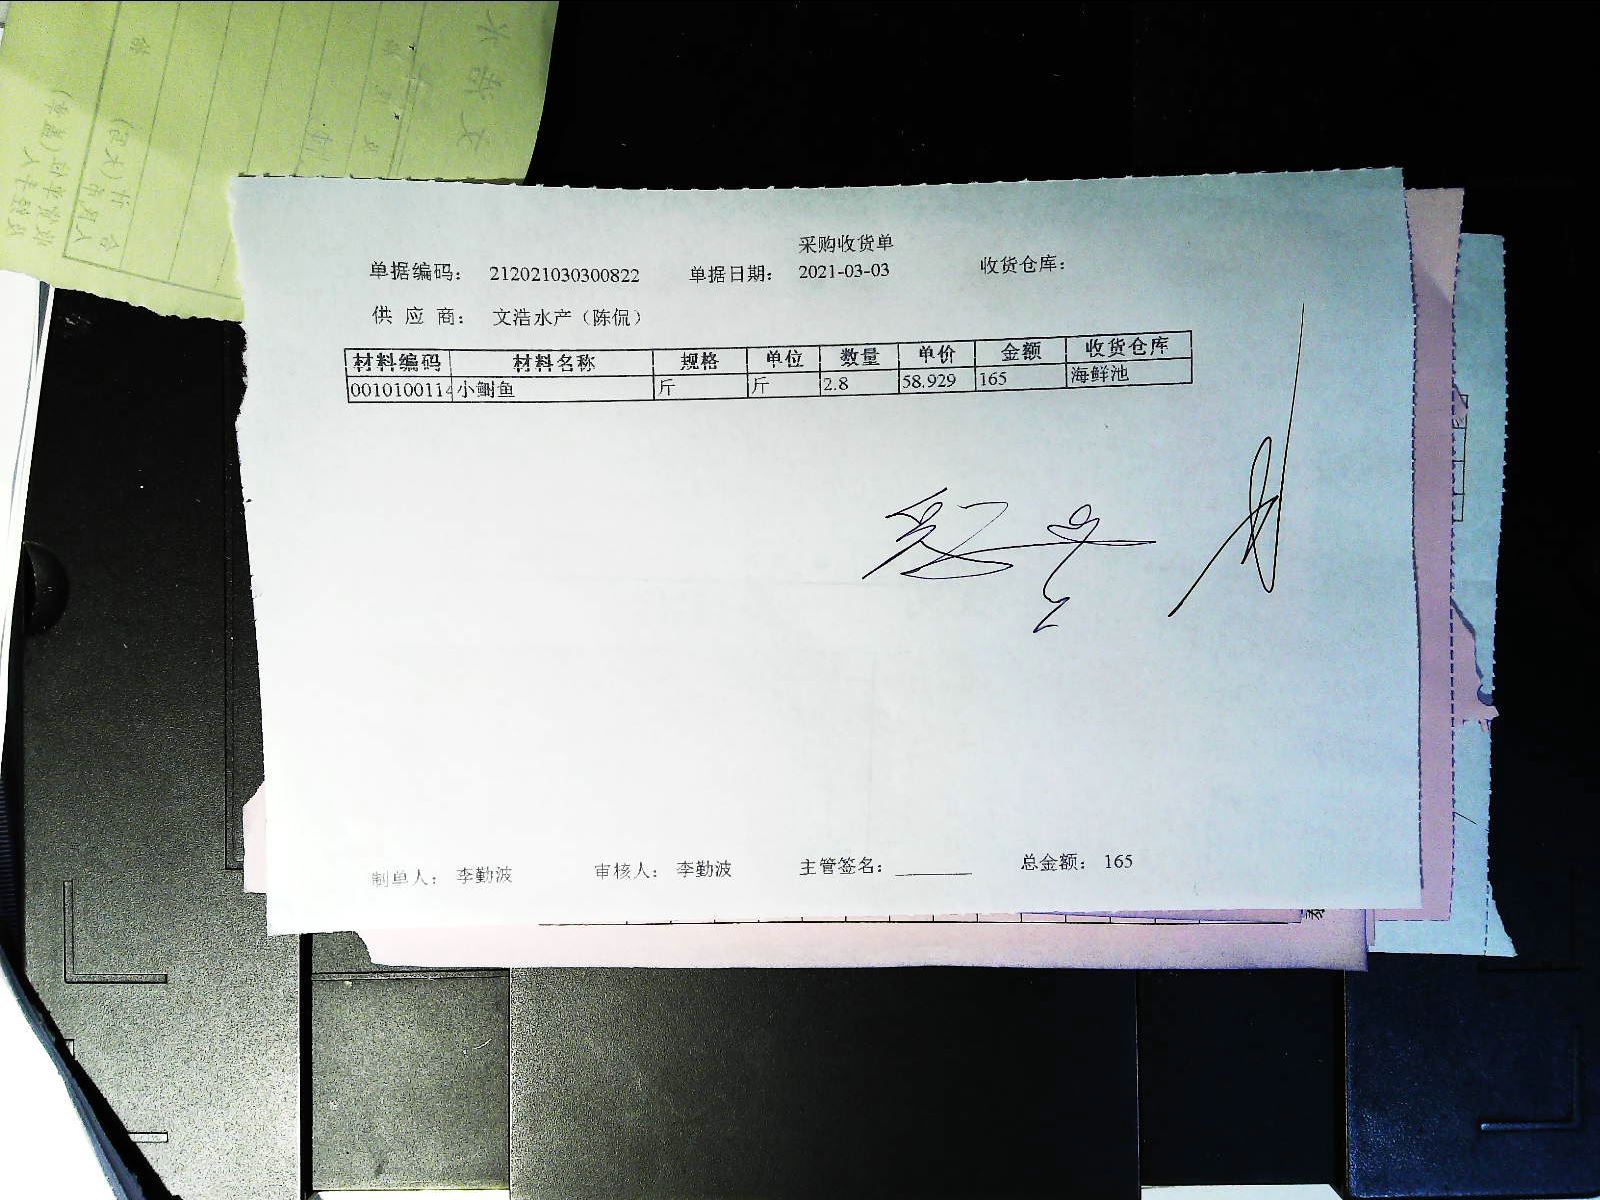 采购收货单
单据编码： 212021030300822 单据日期： 2021-03-03 收货仓库：
供 应 商： 文浩水产（陈侃）
材料编码 材料名称 规格 单位 数量 单价 金额 收货仓库
0010100114 小鲥鱼 斤 斤 2.8 58.929 165 海鲜池
制单人： 李勤波 审核人： 李勤波 主管签名： 总金额： 165